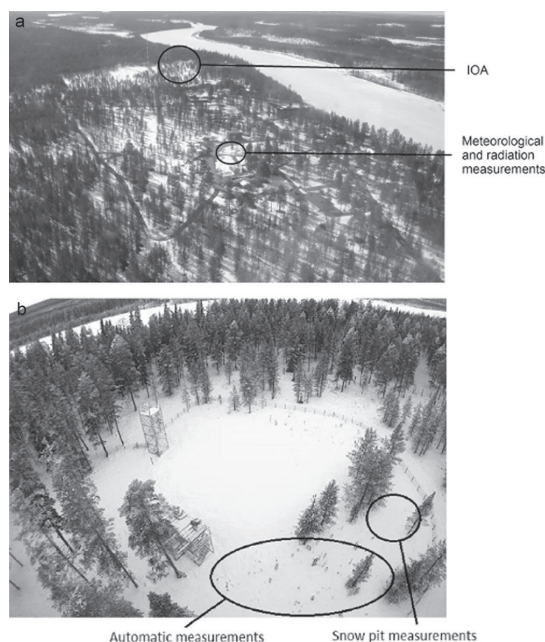 a
IOA
Meteorological
and radiation
measurements
b
Automatic measurements
Snow pit measurements